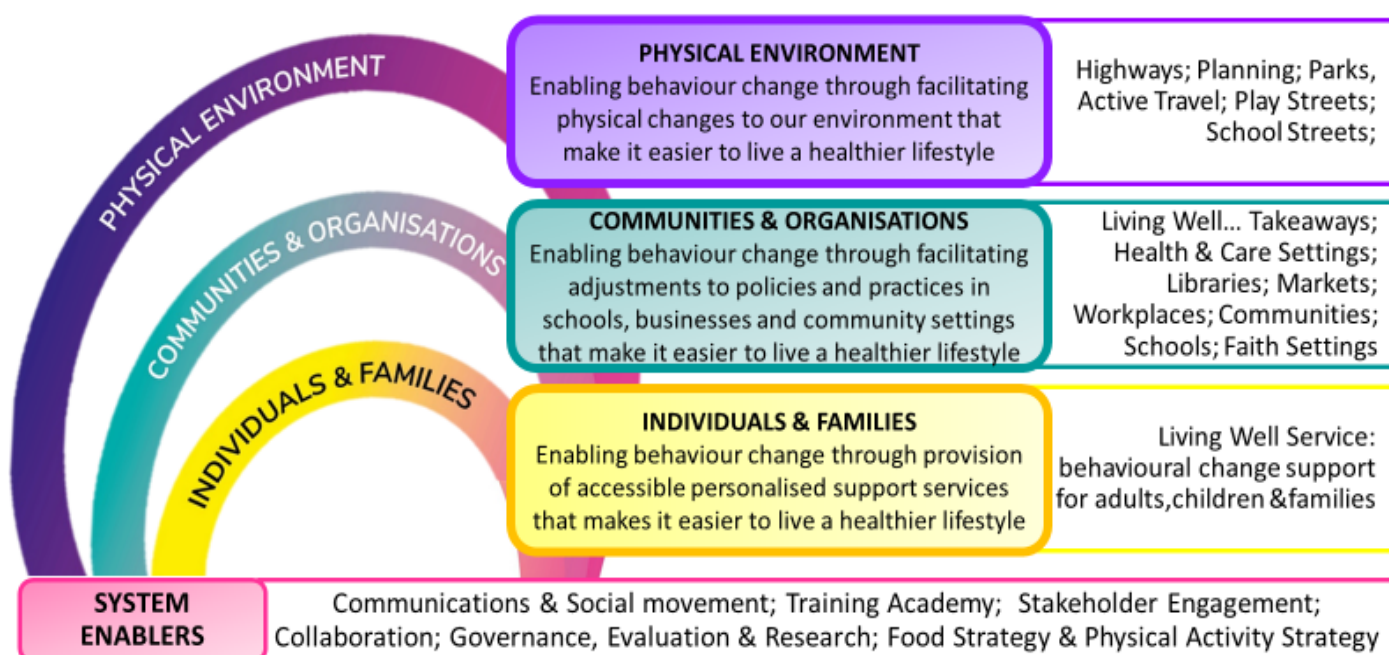 PHYSICAL ENVIRONMENT
COMMUNITIES & ORGANISATIONS
INDIVIDUALS & FAMILIES
PHYSICAL ENVIRONMENT
Enabling behaviour change through facilitating
physical changes to our environment that
make it easier to live a healthier lifestyle
Highways; Planning; Parks,
Active Travel; Play Streets;
School Streets;
COMMUNITIES & ORGANISATIONS
Enabling behaviour change through facilitating
adjustments to policies and practices in
schools, businesses and community settings
that make it easier to live a healthier lifestyle
Living Well... Takeaways;
Health & Care Settings;
Libraries; Markets;
Workplaces; Communities;
Schools; Faith Settings
INDIVIDUALS & FAMILIES
Enabling behaviour change through provision
of accessible personalised support services
that makes it easier to live a healthier lifestyle
Living Well Service:
behavioural change support
for adults,children &families
SYSTEM
ENABLERS
Communications & Social movement; Training Academy; Stakeholder Engagement;
Collaboration; Governance, Evaluation & Research; Food Strategy & Physical Activity Strategy